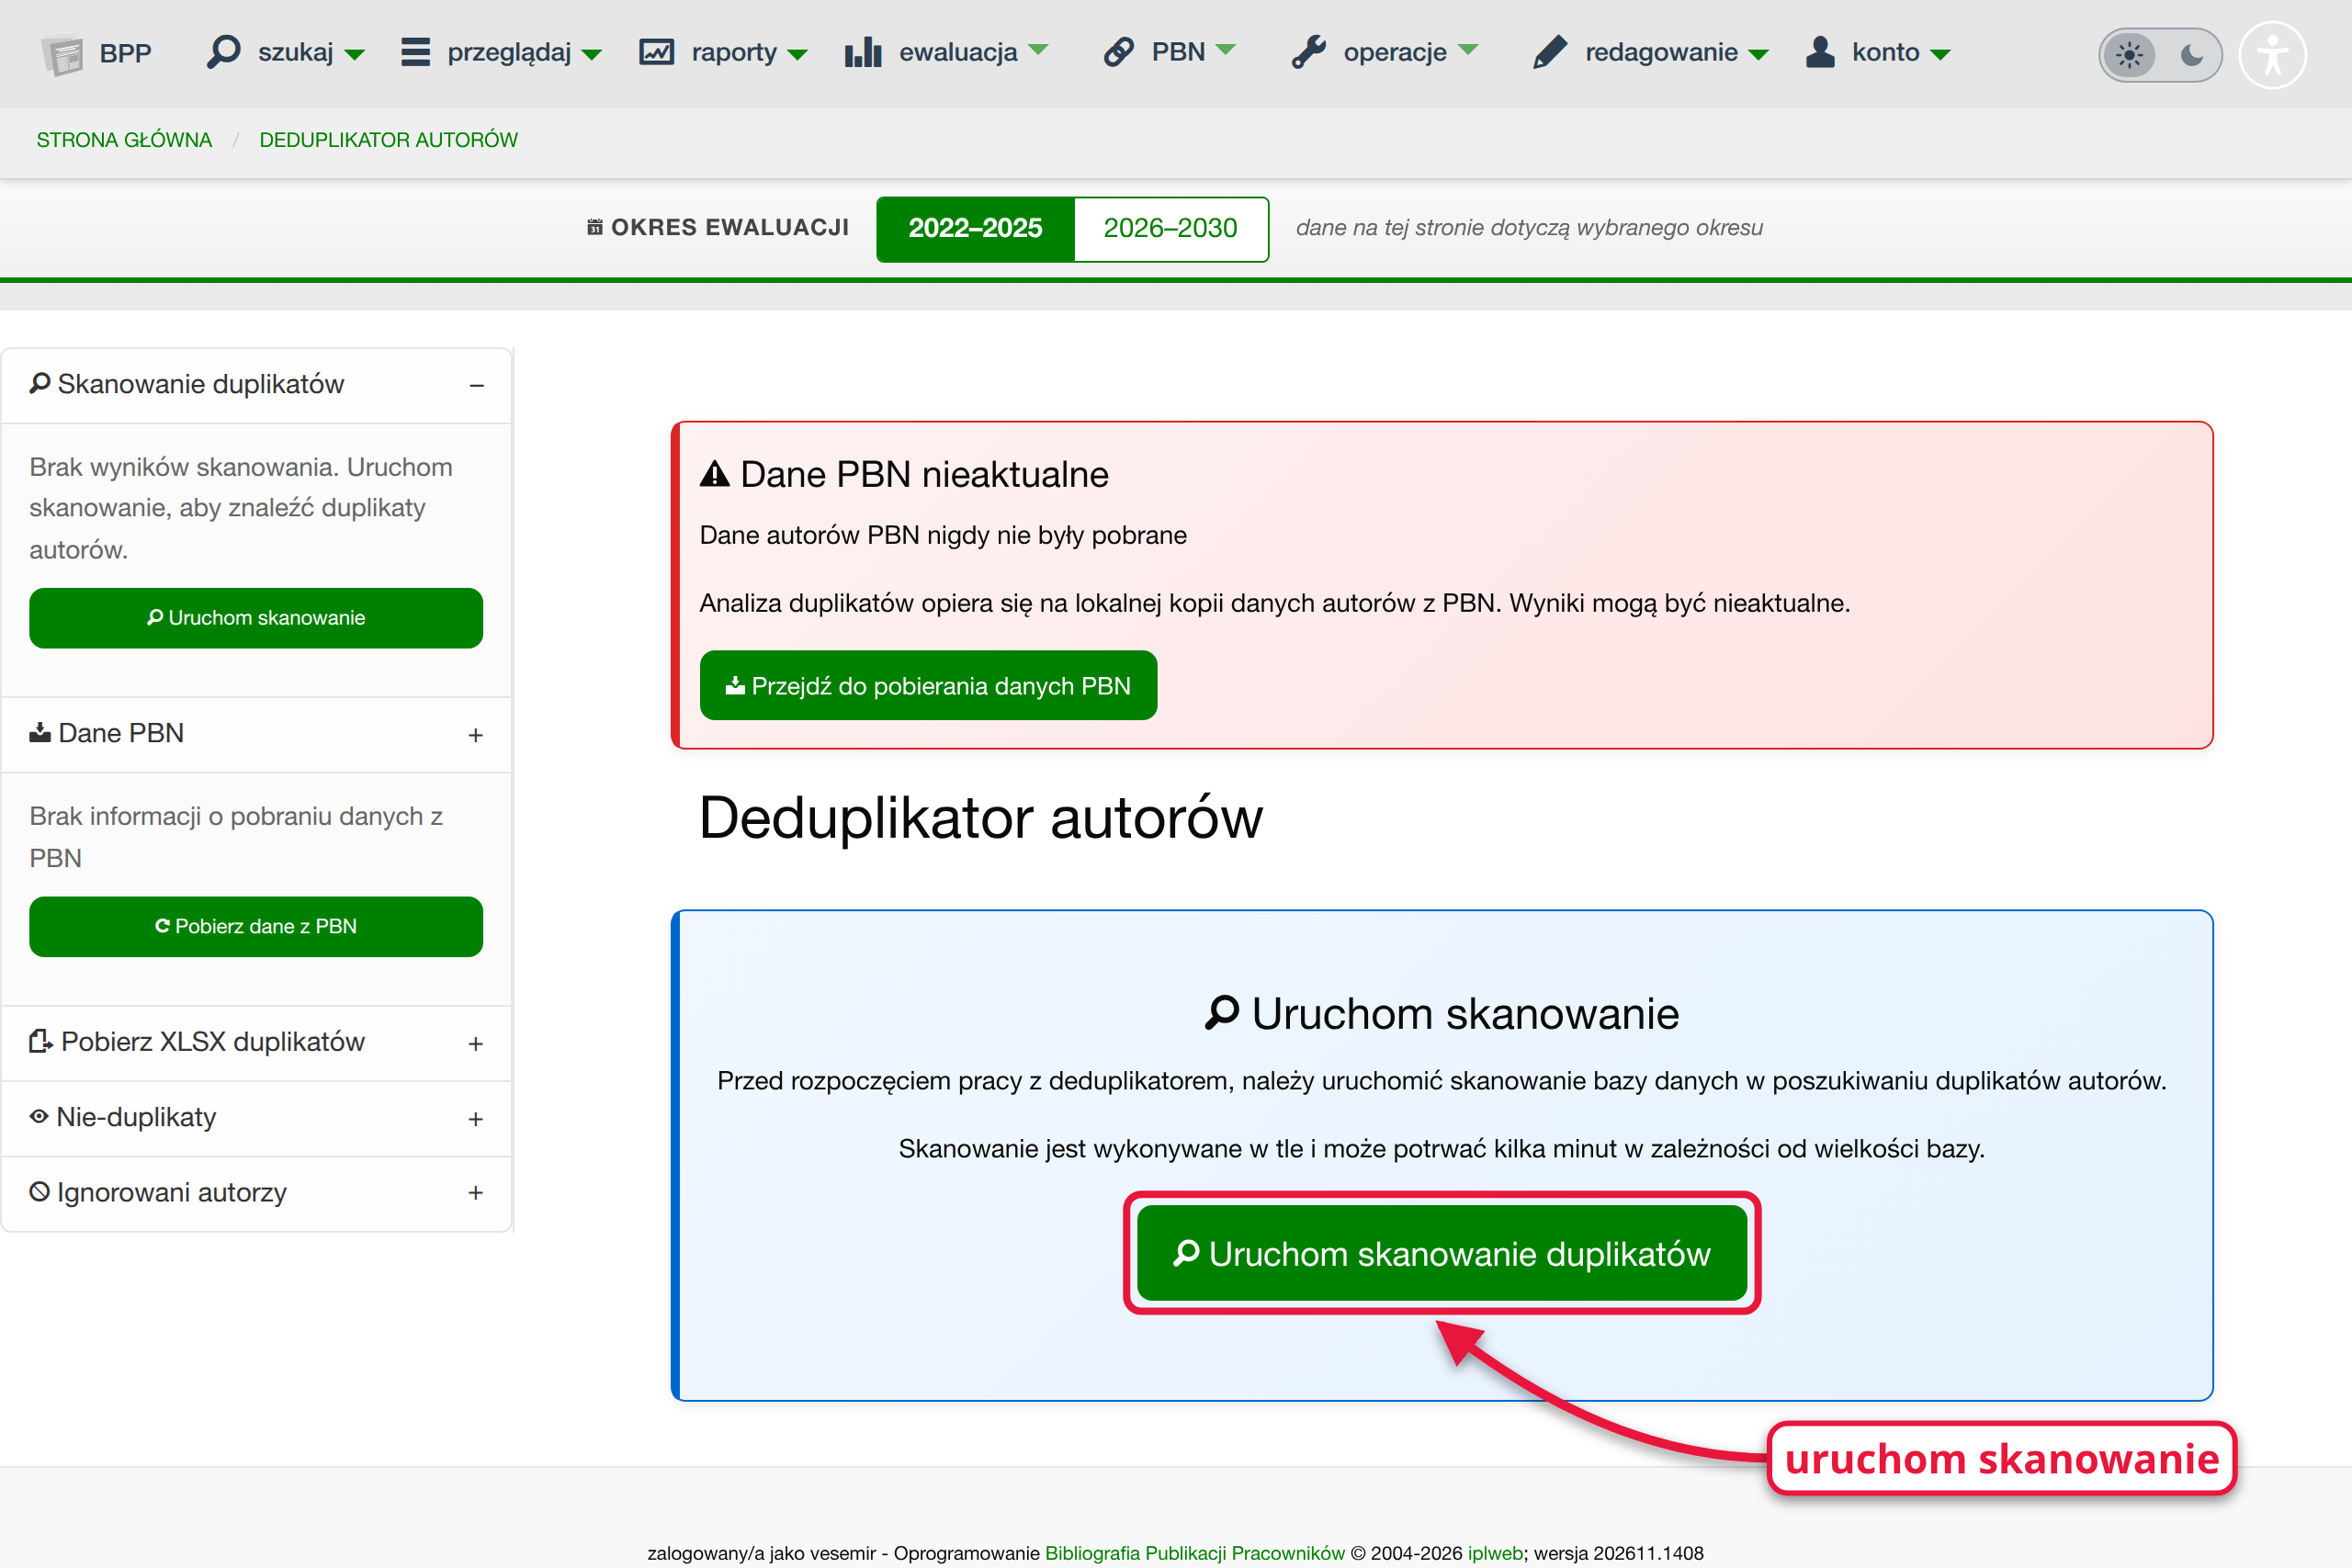 BPP szukaj przeglądaj raporty ewaluacja PBN operacje redagowanie konto
STRONA GŁÓWNA / DEDUPLIKATOR AUTORÓW
OKRES EWALUACJI 2022–2025 2026–2030 dane na tej stronie dotyczą wybranego okresu
Skanowanie duplikatów –
Brak wyników skanowania. Uruchom
skanowanie, aby znaleźć duplikaty
autorów.
Uruchom skanowanie
Dane PBN +
Brak informacji o pobraniu danych z
PBN
Pobierz dane z PBN
Pobierz XLSX duplikatów +
Nie-duplikaty +
Ignorowani autorzy +
Dane PBN nieaktualne
Dane autorów PBN nigdy nie były pobrane
Analiza duplikatów opiera się na lokalnej kopii danych autorów z PBN. Wyniki mogą być nieaktualne.
Przejdź do pobierania danych PBN
Deduplikator autorów
Uruchom skanowanie
Przed rozpoczęciem pracy z deduplikatorem, należy uruchomić skanowanie bazy danych w poszukiwaniu duplikatów autorów.
Skanowanie jest wykonywane w tle i może potrwać kilka minut w zależności od wielkości bazy.
Uruchom skanowanie duplikatów
uruchom skanowanie
zalogowany/a jako vesemir - Oprogramowanie Bibliografia Publikacji Pracowników © 2004-2026 iplweb; wersja 202611.1408